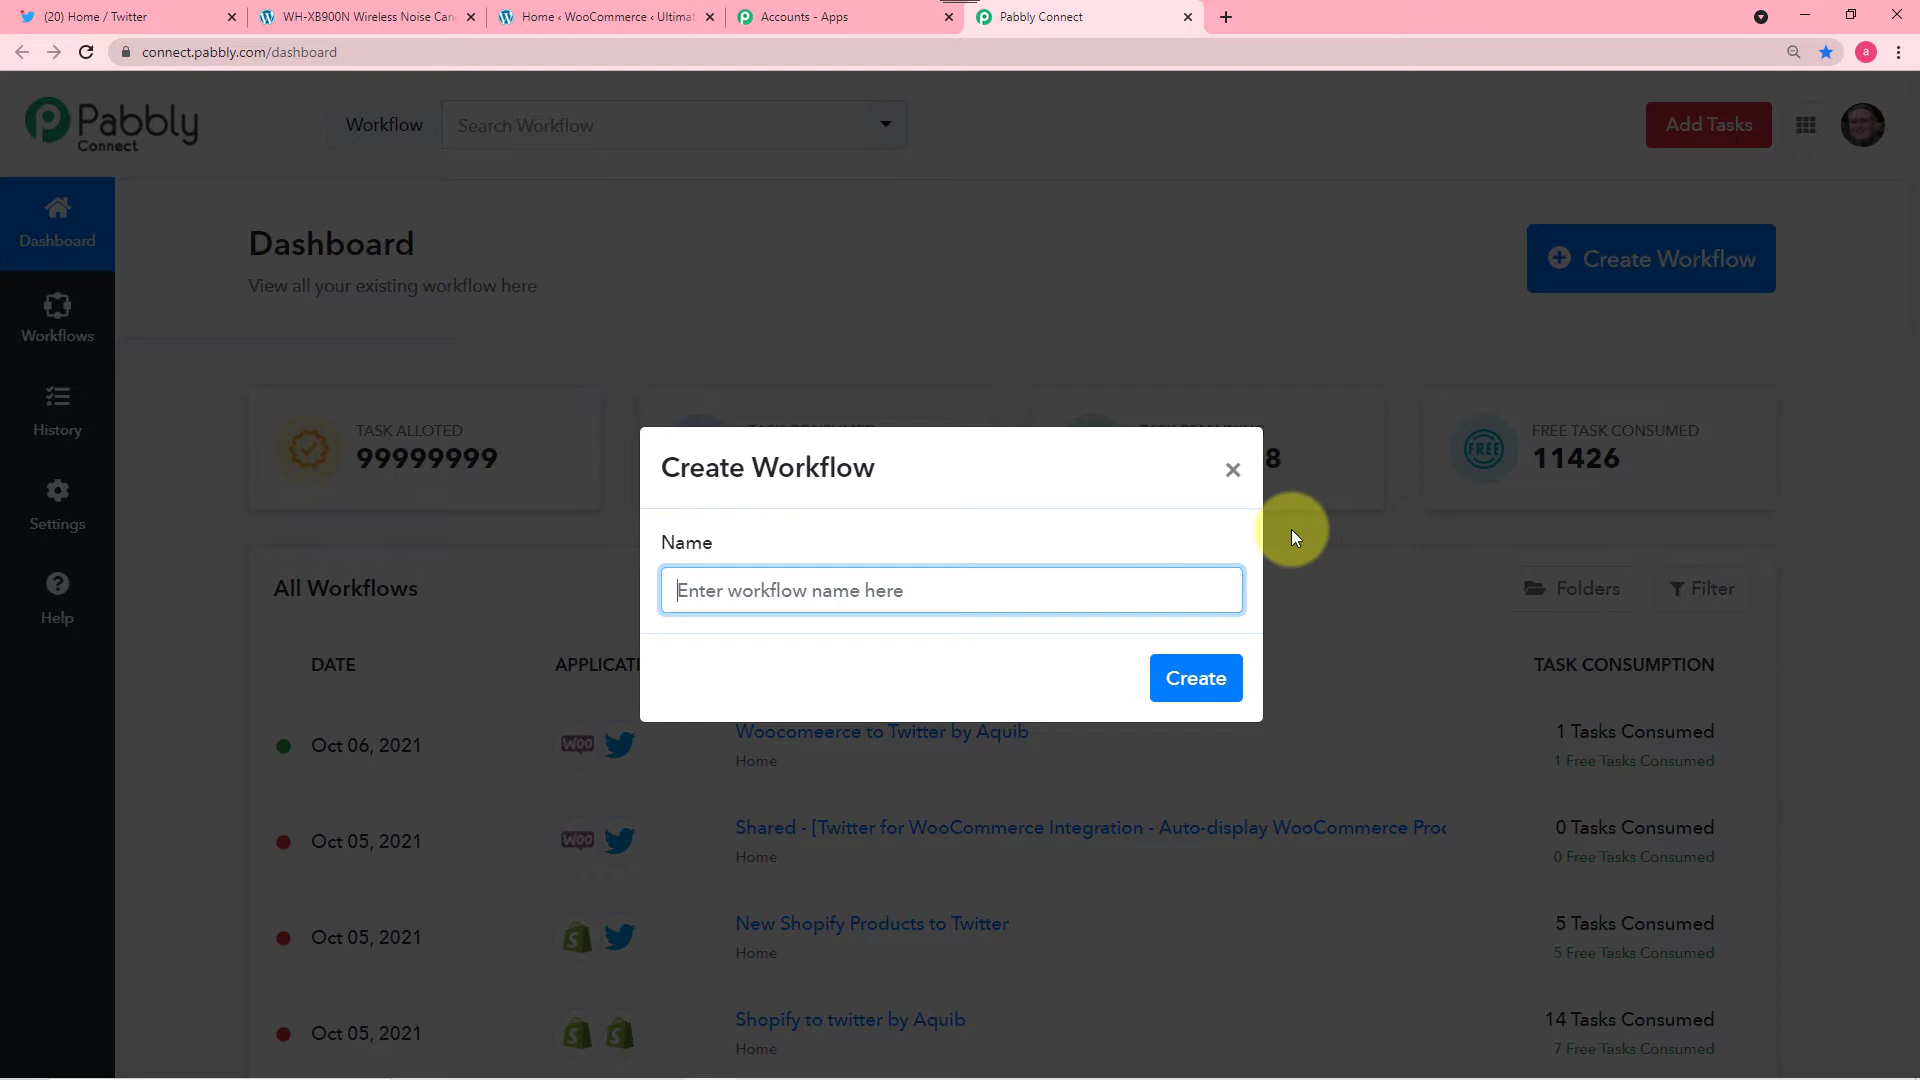 (20) Home / Twitter
WH-XB900N Wireless Noise Canc
Home ‹ WooCommerce ‹ Ultimat
Accounts - Apps
Pabbly Connect
connect.pabbly.com/dashboard
a
Pabbly
Connect
Workflow
Search Workflow
Add Tasks
Dashboard
Workflows
History
Settings
Help
Dashboard
View all your existing workflow here
Create Workflow
TASK ALLOTED
99999999
8
FREE
FREE TASK CONSUMED
11426
Create Workflow
×
Name
Enter workflow name here
Create
All Workflows
Folders
Filter
DATE
APPLICATI
TASK CONSUMPTION
Oct 06, 2021
Woo
Woocomeerce to Twitter by Aquib
Home
1 Tasks Consumed
1 Free Tasks Consumed
Oct 05, 2021
Woo
Shared - [Twitter for WooCommerce Integration - Auto-display WooCommerce Proc
Home
0 Tasks Consumed
0 Free Tasks Consumed
Oct 05, 2021
New Shopify Products to Twitter
Home
5 Tasks Consumed
5 Free Tasks Consumed
Oct 05, 2021
Shopify to twitter by Aquib
Home
14 Tasks Consumed
7 Free Tasks Consumed